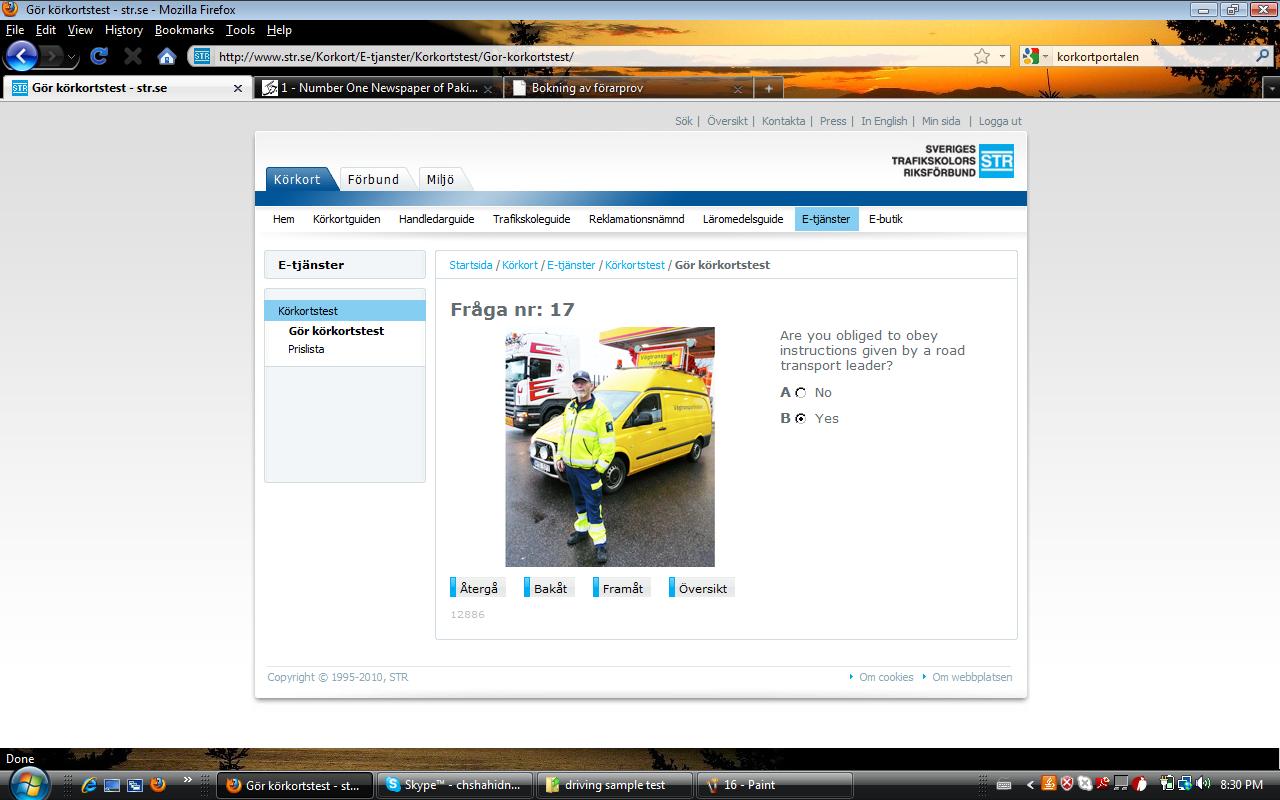 Gör körkortstest - str.se - Mozilla Firefox
File Edit View History Bookmarks Tools Help
STR http://www.str.se/Korkort/E-tjanster/Korkortstest/Gor-korkortstest/ korkortportalen
STR Gör körkortstest - str.se 1 - Number One Newspaper of Paki... Bokning av förarprov
Sök | Översikt | Kontakta | Press | In English | Min sida | Logga ut
SVERIGES
TRAFIKSKOLORS
RIKSFÖRBUND
STR
Körkort Förbund Miljö
Hem Körkortguiden Handledarguide Trafikskoleguide Reklamationsnämnd Läromedelsguide E-tjänster E-butik
E-tjänster
Startsida / Körkort / E-tjänster / Körkortstest / Gör körkortstest
Körkortstest
Gör körkortstest
Prislista
Fråga nr: 17
Vägtransport-
Are you obliged to obey
instructions given by a road
transport leader?
A No
B Yes
Återgå Bakåt Framåt Översikt
12886
Copyright © 1995-2010, STR
Om cookies Om webbplatsen
Done
Gör körkortstest - st... Skype™ - chshahidn... driving sample test 16 - Paint 8:30 PM